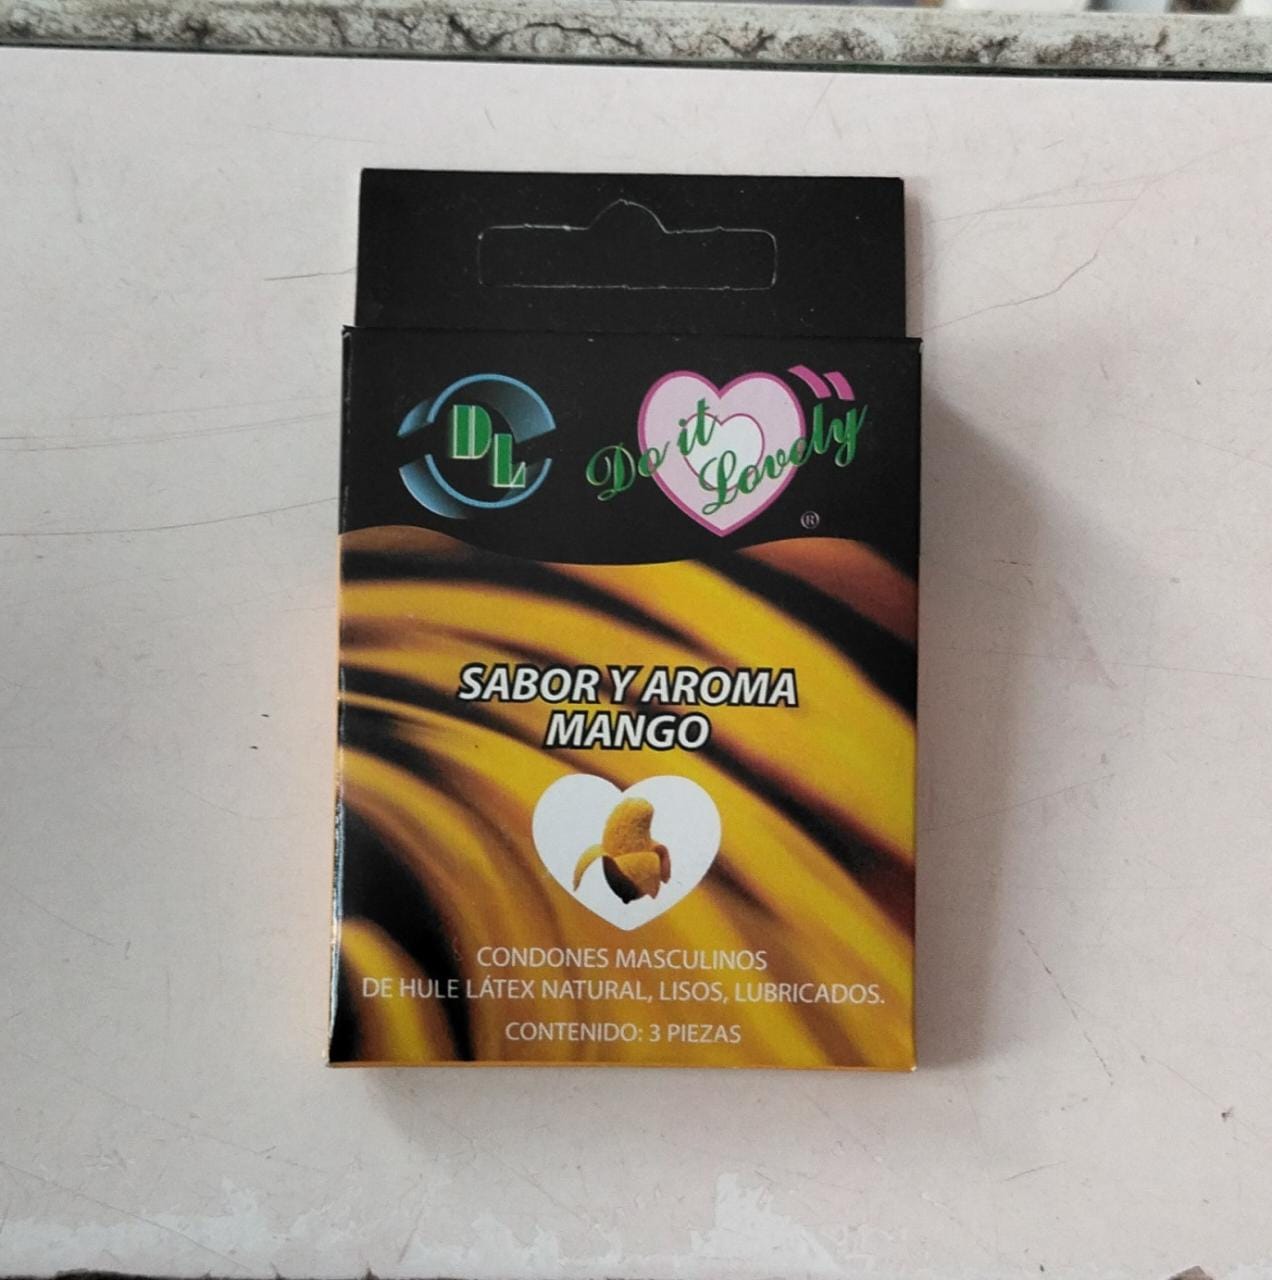 DL
Do it
Lovely
®
SABOR Y AROMA
MANGO
CONDONES MASCULINOS
DE HULE LÁTEX NATURAL, LISOS, LUBRICADOS.
CONTENIDO: 3 PIEZAS